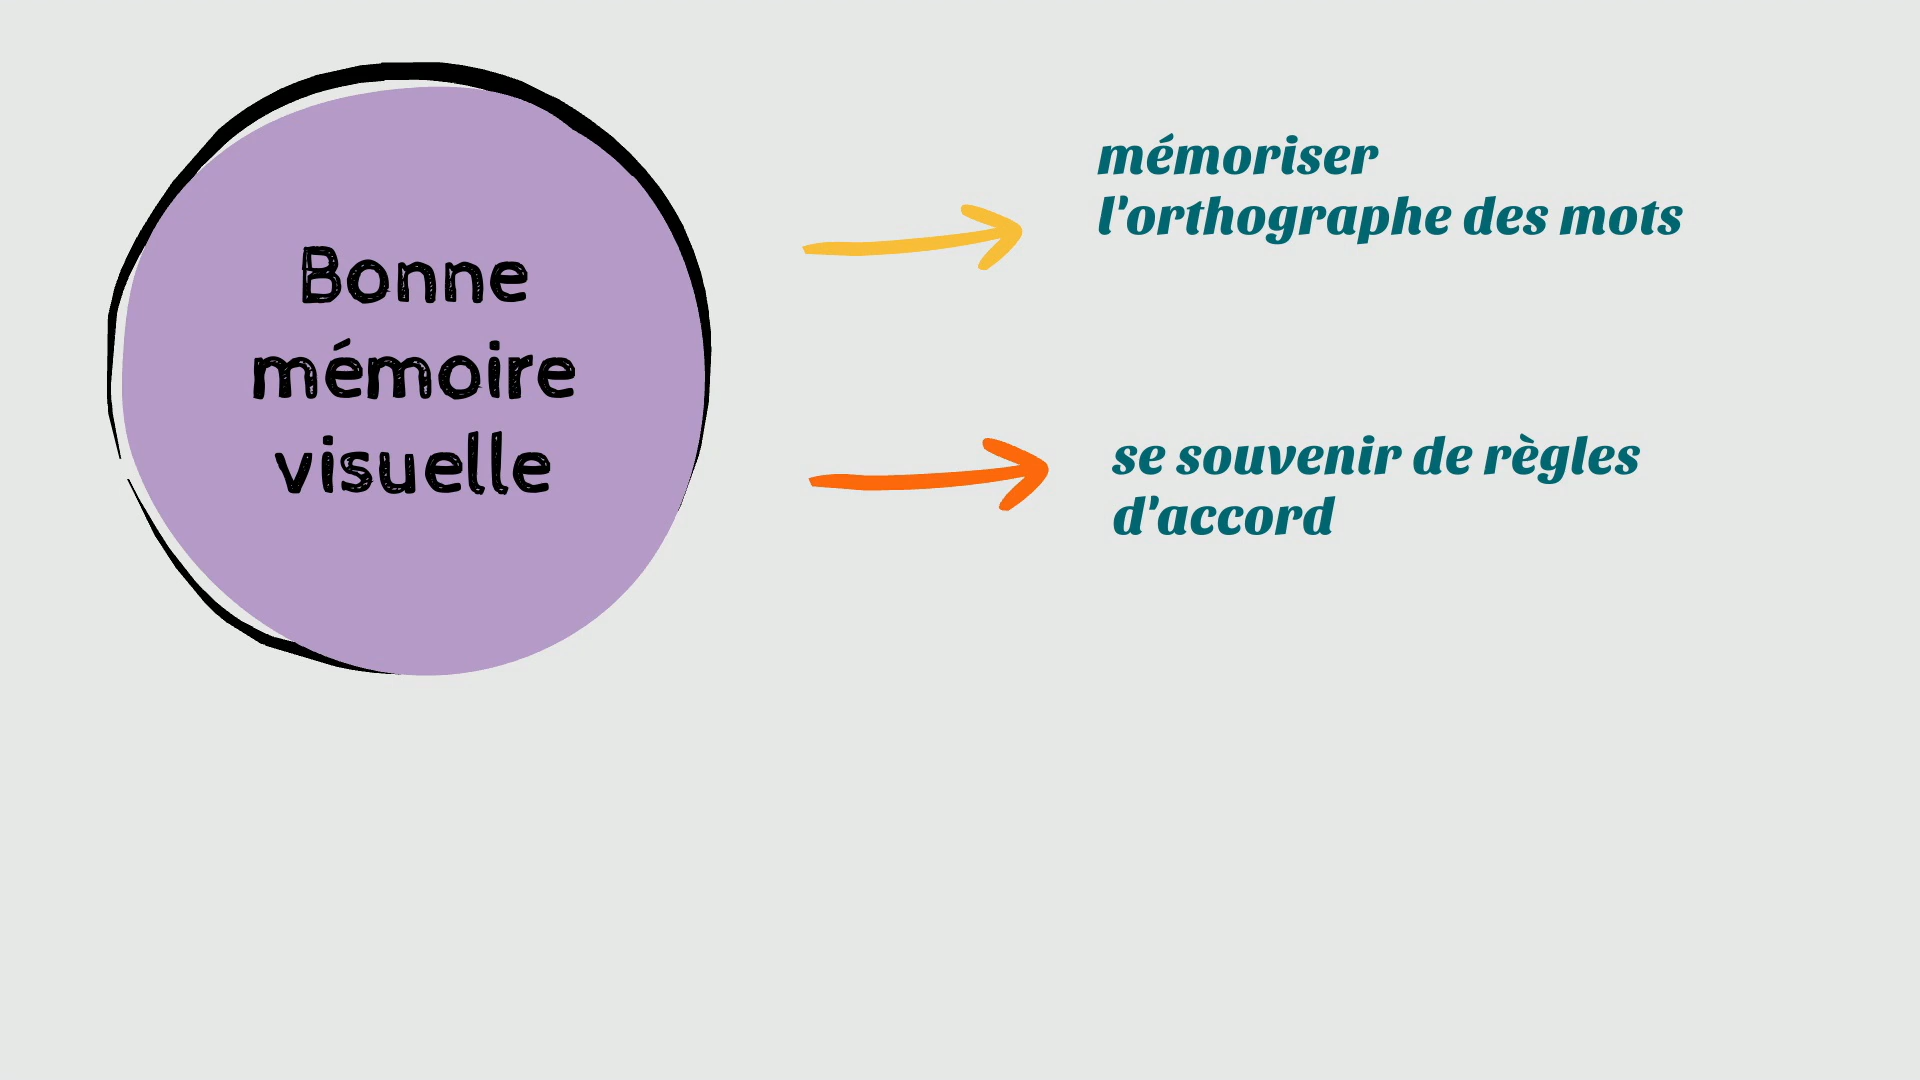 Bonne
mémoire
visuelle
mémoriser
l'orthographe des mots
se souvenir de règles
d'accord